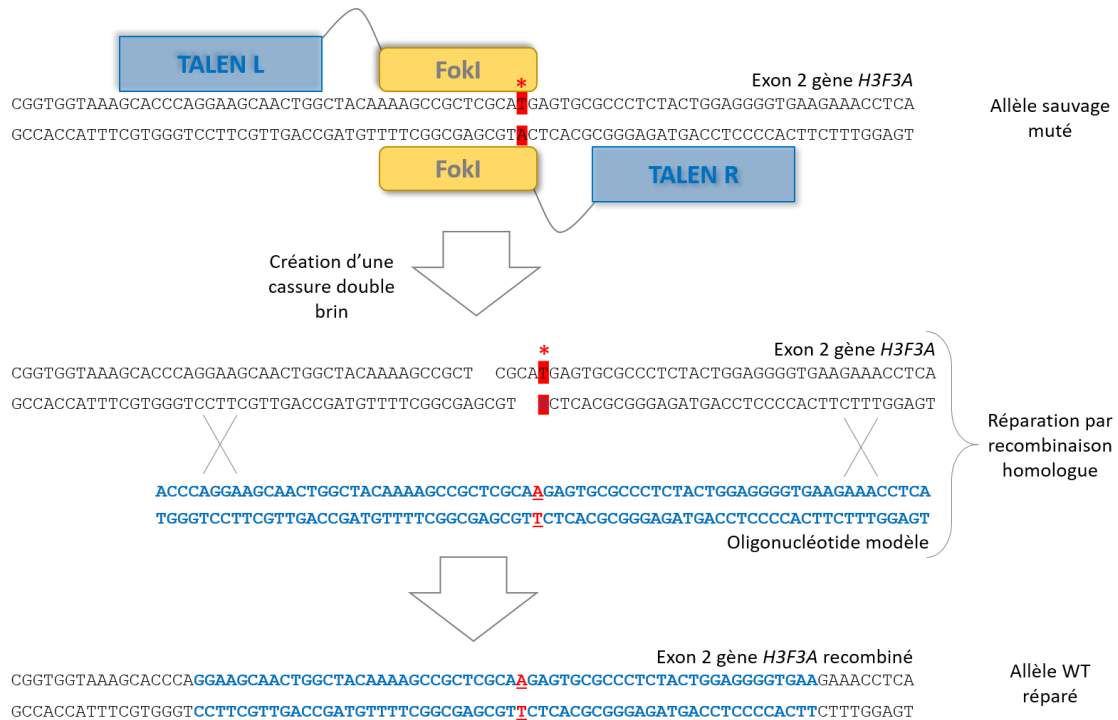 TALEN L
FokI
*
Exon 2 gène H3F3A
CGGTGGTAAAGCACCCAGGAAGCAACTGGCTACAAAAGCCGCTCGCATGAGTGCGCCCTCTACTGGAGGGGTGAAGAAACCTCA
GCCACCATTTCGTGGGTCCTTCGTTGACCGATGTTTTCGGCGAGCGTACTCACGCGGGAGATGACCTCCCCACTTCTTTGGAGT
Allèle sauvage
muté
FokI
TALEN R
Création d’une
cassure double
brin
*
Exon 2 gène H3F3A
CGGTGGTAAAGCACCCAGGAAGCAACTGGCTACAAAAGCCGCT CGCATGAGTGCGCCCTCTACTGGAGGGGTGAAGAAACCTCA
GCCACCATTTCGTGGGTCCTTCGTTGACCGATGTTTTCGGCGAGCGT ACTCACGCGGGAGATGACCTCCCCACTTCTTTGGAGT
Réparation par
recombinaison
homologue
ACCCAGGAAGCAACTGGCTACAAAAGCCGCTCGCAAGAGTGCGCCCTCTACTGGAGGGGTGAAGAAACCTCA
TGGGTCCTTCGTTGACCGATGTTTTCGGCGAGCGTTCTCACGCGGGAGATGACCTCCCCACTTCTTTGGAGT
Oligonucléotide modèle
Exon 2 gène H3F3A recombiné
CGGTGGTAAAGCACCCAGGAAGCAACTGGCTACAAAAGCCGCTCGCAAGAGTGCGCCCTCTACTGGAGGGGTGAAGAAACCTCA
GCCACCATTTCGTGGGTCCTTCGTTGACCGATGTTTTCGGCGAGCGTTCTCACGCGGGAGATGACCTCCCCACTTCTTTGGAGT
Allèle WT
réparé